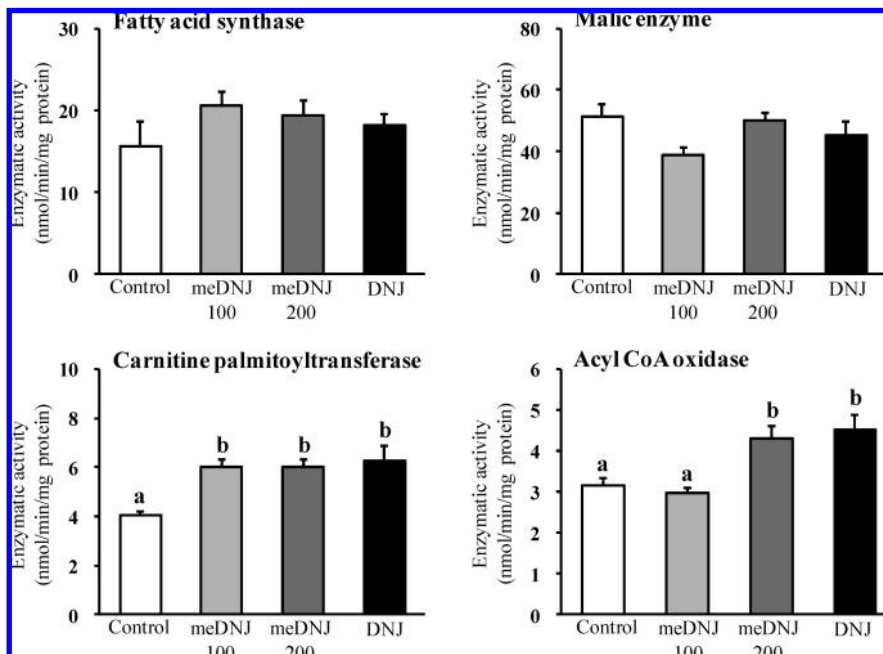 Fatty acid synthase
Enzymatic activity
(nmol/min/mg protein)
30
20
10
0
Control
meDNJ
100
meDNJ
200
DNJ
Malic enzyme
Enzymatic activity
(nmol/min/mg protein)
80
60
40
20
0
Control
meDNJ
100
meDNJ
200
DNJ
Carnitine palmitoyltransferase
Enzymatic activity
(nmol/min/mg protein)
10
8
6
4
2
0
a
b
b
b
Control
meDNJ
100
meDNJ
200
DNJ
Acyl CoA oxidase
Enzymatic activity
(nmol/min/mg protein)
6
5
4
3
2
1
0
a
a
b
b
Control
meDNJ
100
meDNJ
200
DNJ